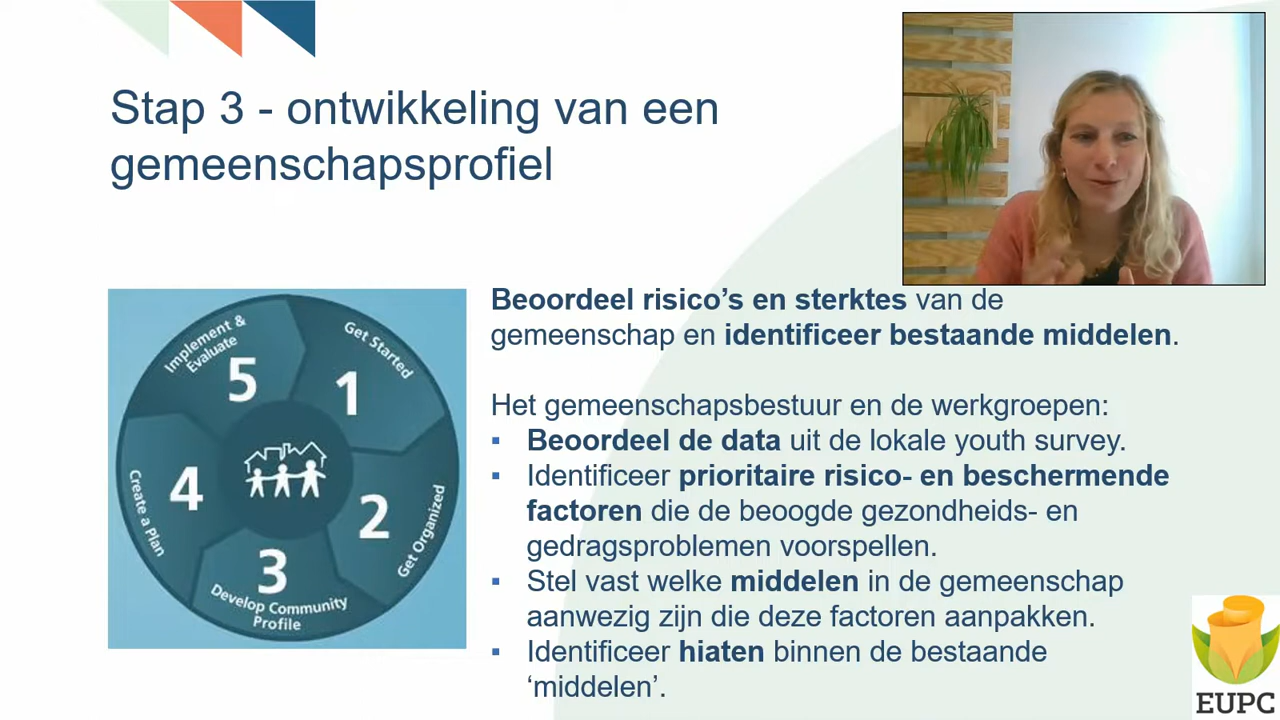 Stap 3 - ontwikkeling van een
gemeenschapsprofiel
Beoordeel risico’s en sterktes van de
gemeenschap en identificeer bestaande middelen.
Het gemeenschapsbestuur en de werkgroepen:
▪ Beoordeel de data uit de lokale youth survey.
▪ Identificeer prioritaire risico- en beschermende
factoren die de beoogde gezondheids- en
gedragsproblemen voorspellen.
▪ Stel vast welke middelen in de gemeenschap
aanwezig zijn die deze factoren aanpakken.
▪ Identificeer hiaten binnen de bestaande
‘middelen’.
1
Get Started
2
Get Organized
3
Develop Community
Profile
4
Create a Plan
5
Implement &
Evaluate
EUPC